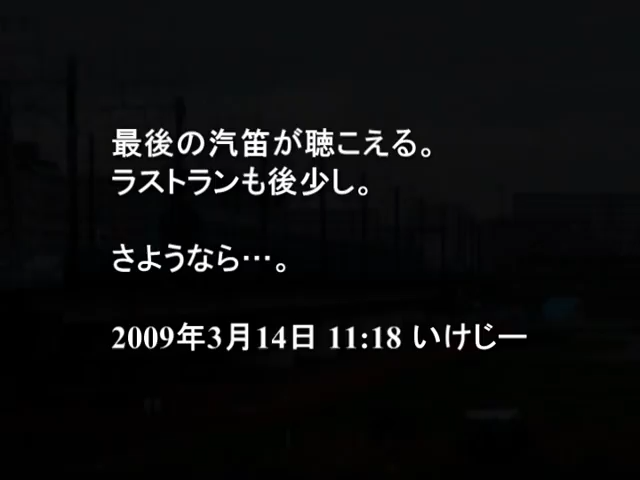 最後の汽笛が聴こえる。
ラストランも後少し。
さようなら…。
2009年3月14日 11:18 いけじー